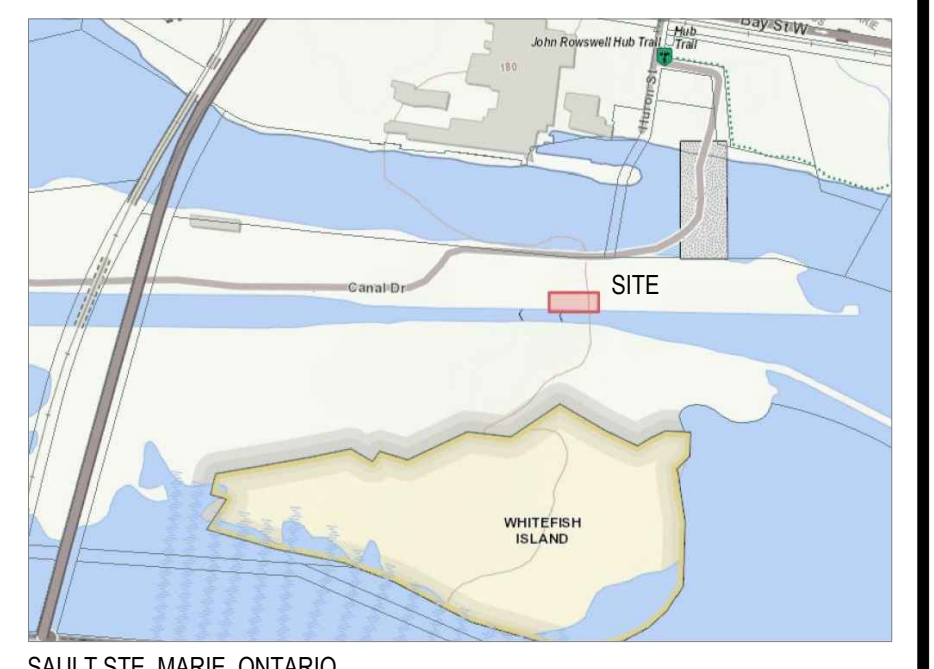 Bay St W
John Rowswell Hub Trail
Hub
Trail
180
Huron St
SITE
Canal Dr
WHITEFISH
ISLAND
SAULT STE. MARIE, ONTARIO